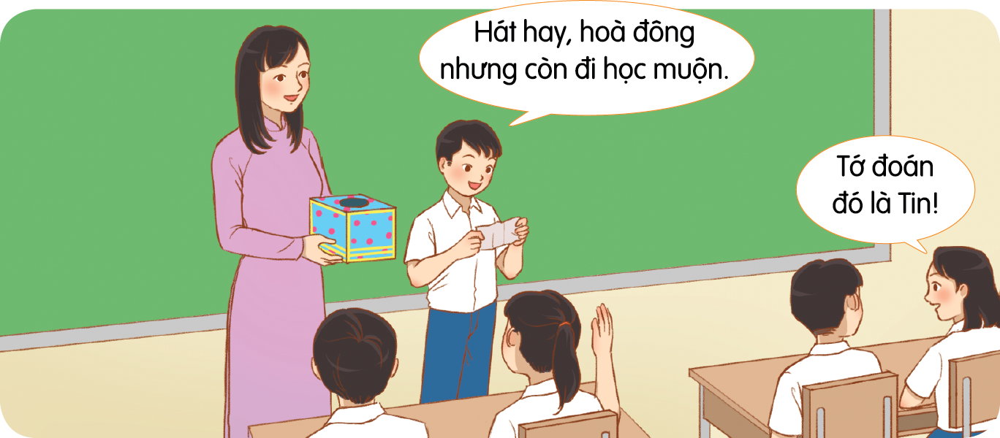 Hát hay, hoà đông
nhưng còn đi học muộn.
Tớ đoán
đó là Tin!